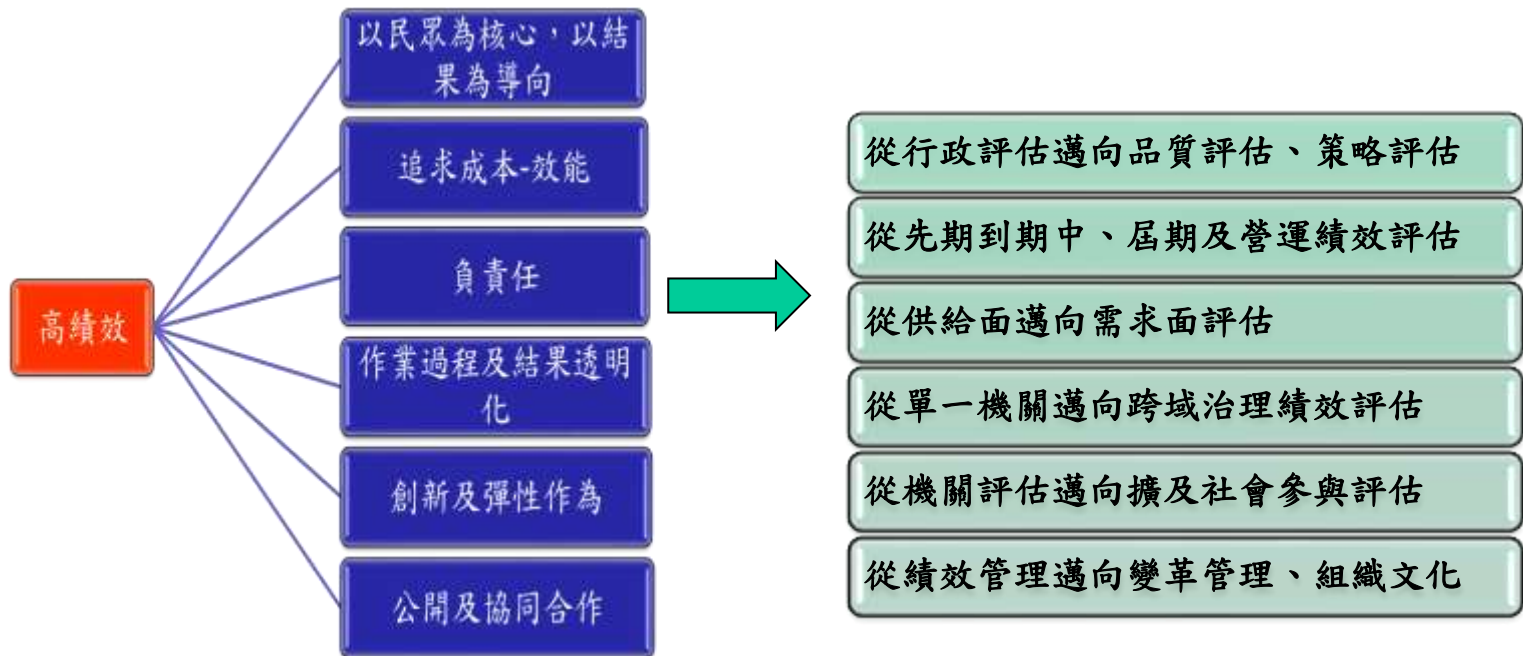 高績效
以民眾為核心，以結
果為導向
追求成本-效能
負責任
作業過程及結果透明
化
創新及彈性作為
公開及協同合作
從行政評估邁向品質評估、策略評估
從先期到期中、屆期及營運績效評估
從供給面邁向需求面評估
從單一機關邁向跨域治理績效評估
從機關評估邁向擴及社會參與評估
從績效管理邁向變革管理、組織文化